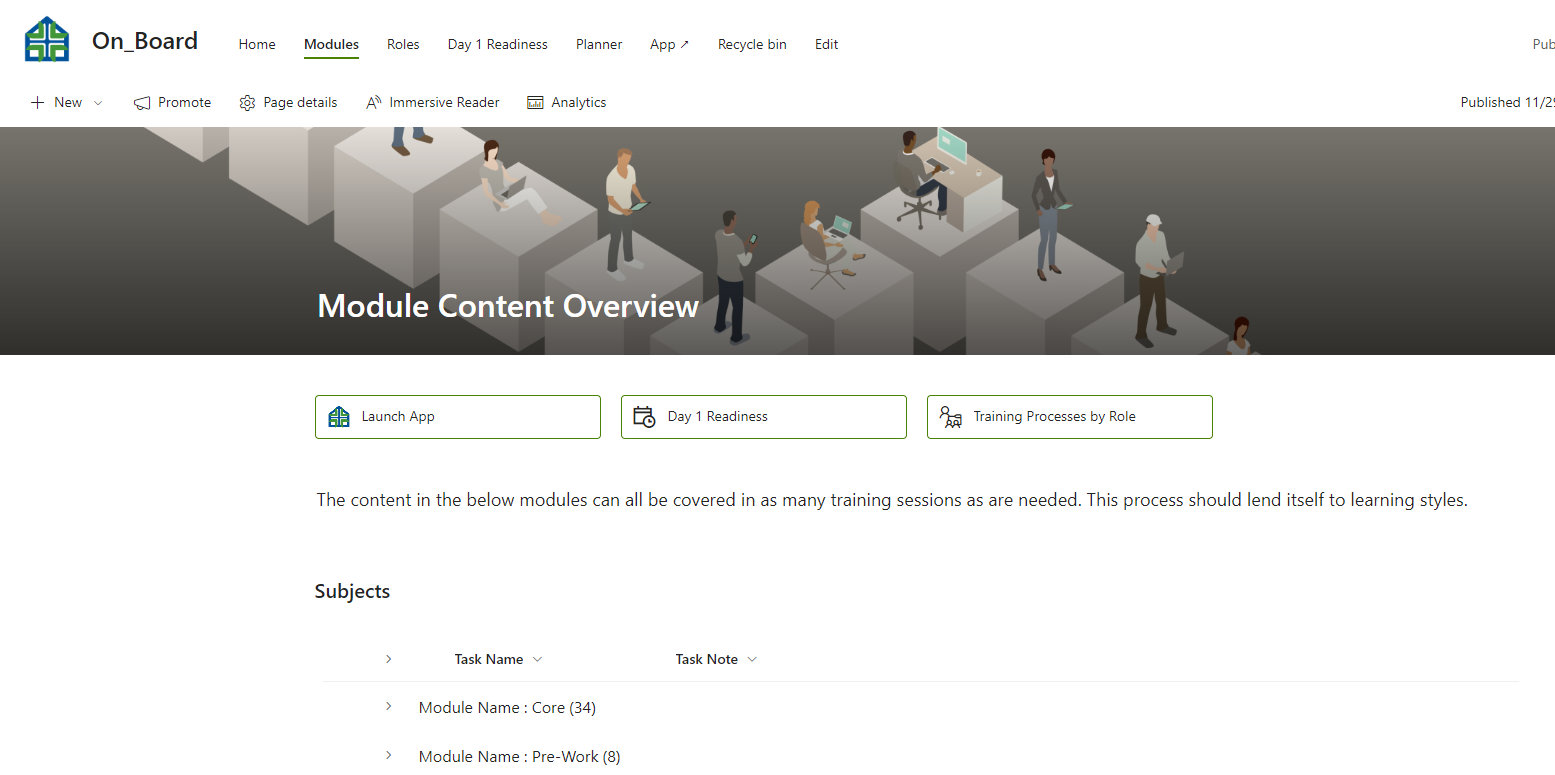 On_Board Home Modules Roles Day 1 Readiness Planner App ↗ Recycle bin Edit
New Promote Page details Immersive Reader Analytics Published 11/29
Module Content Overview
Launch App Day 1 Readiness Training Processes by Role
The content in the below modules can all be covered in as many training sessions as are needed. This process should lend itself to learning styles.
Subjects
Task Name Task Note
Module Name : Core (34)
Module Name : Pre-Work (8)